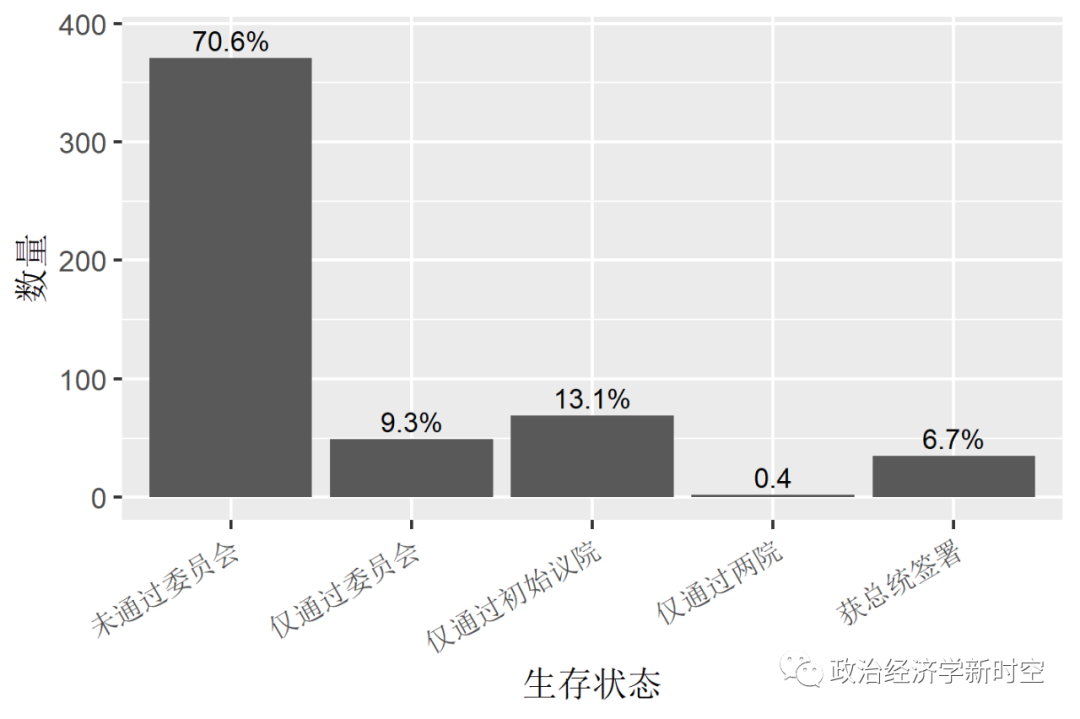 400
300
200
100
0
数量
70.6%
9.3%
13.1%
0.4
6.7%
未通过委员会
仅通过委员会
仅通过初始议院
仅通过两院
获总统签署
生存状态
政治经济学新时空